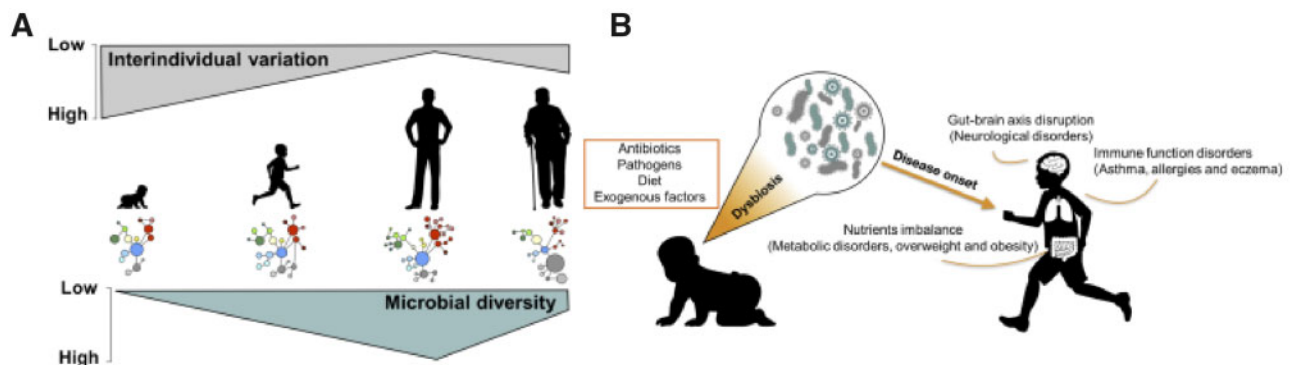 A
Low
Interindividual variation
High
Low
Microbial diversity
High
B
Antibiotics
Pathogens
Diet
Exogenous factors
Dysbiosis
Disease onset
Gut-brain axis disruption
(Neurological disorders)
Immune function disorders
(Asthma, allergies and eczema)
Nutrients imbalance
(Metabolic disorders, overweight and obesity)